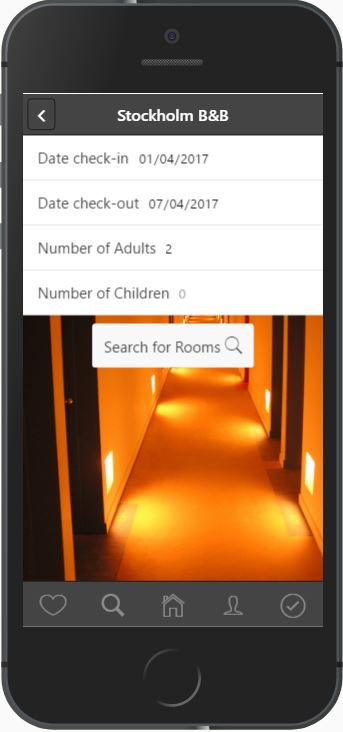 Stockholm B&B
Date check-in 01/04/2017
Date check-out 07/04/2017
Number of Adults 2
Number of Children 0
Search for Rooms